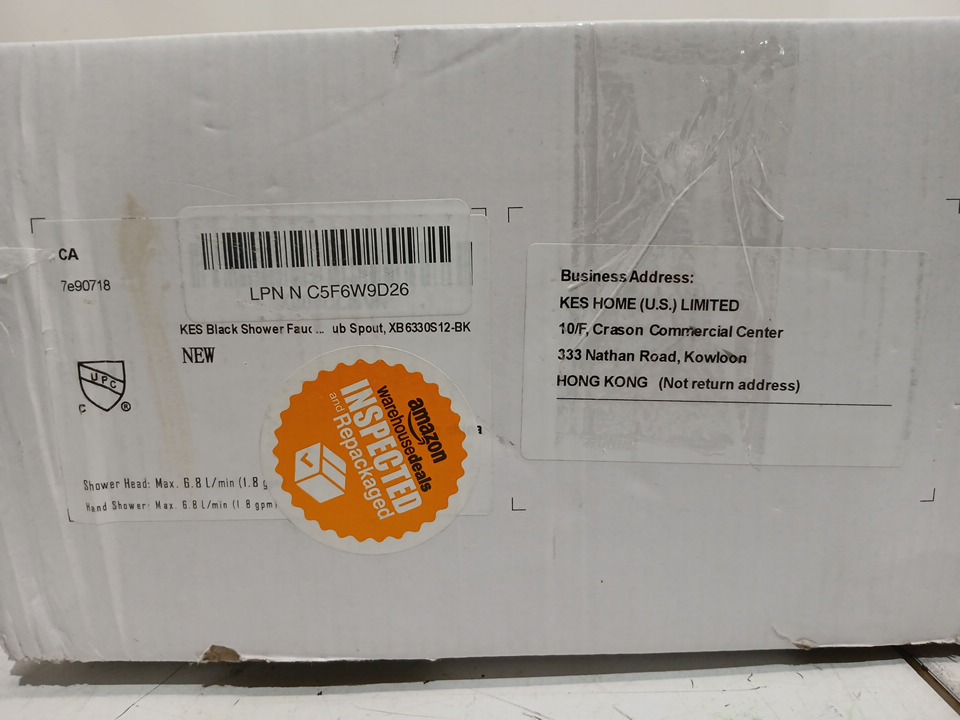 CA
7e90718
LPN N C5F6W9D26
KES Black Shower Fauc ... ub Spout, XB6330S12-BK
NEW
UPC
C ®
Shower Head: Max. 6.8 L/min (1.8 g
Hand Shower: Max. 6.8 L/min (1.8 gpm)
amazon
warehousedeals
INSPECTED
and Repackaged
Business Address:
KES HOME (U.S.) LIMITED
10/F, Crason Commercial Center
333 Nathan Road, Kowloon
HONG KONG (Not return address)